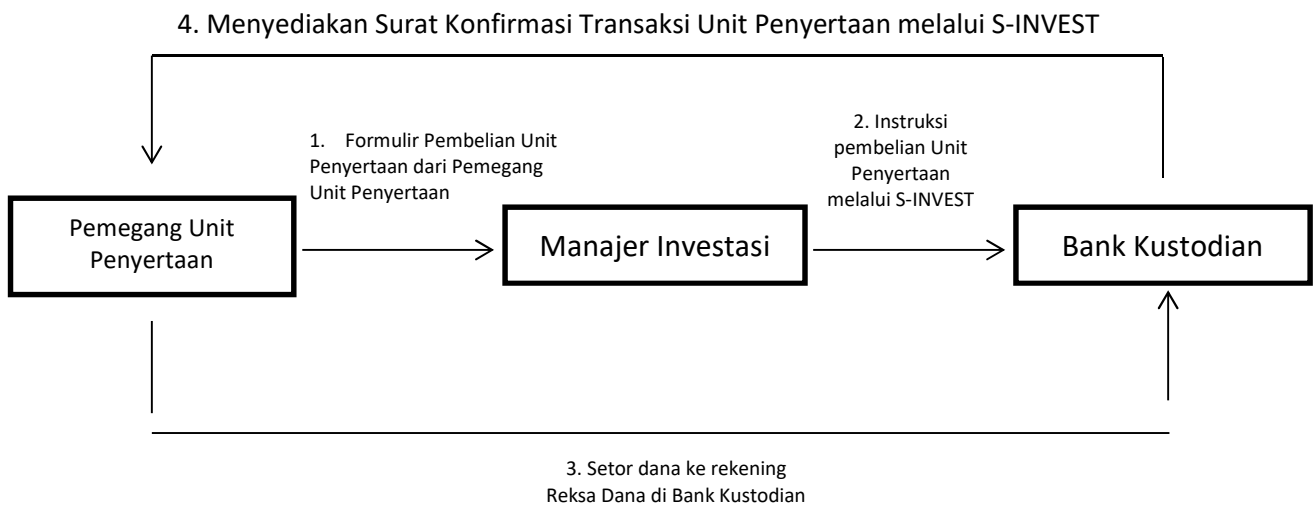 4. Menyediakan Surat Konfirmasi Transaksi Unit Penyertaan melalui S-INVEST
1. Formulir Pembelian Unit
Penyertaan dari Pemegang
Unit Penyertaan
2. Instruksi
pembelian Unit
Penyertaan
melalui S-INVEST
Pemegang Unit
Penyertaan
Manajer Investasi
Bank Kustodian
3. Setor dana ke rekening
Reksa Dana di Bank Kustodian